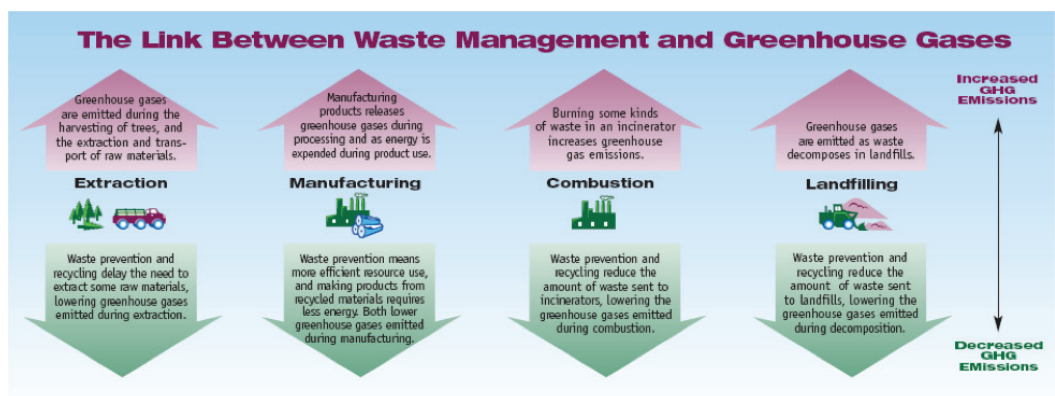 The Link Between Waste Management and Greenhouse Gases
Greenhouse gases
are emitted during the
harvesting of trees, and
the extraction and trans-
port of raw materials.
Manufacturing
products releases
greenhouse gases during
processing and as energy is
expended during product use.
Burning some kinds
of waste in an incinerator
increases greenhouse
gas emissions.
Greenhouse gases
are emitted as waste
decomposes in landfills.
Increased
GHG
EMissions
Extraction
Manufacturing
Combustion
Landfilling
Waste prevention and
recycling delay the need to
extract some raw materials,
lowering greenhouse gases
emitted during extraction.
Waste prevention means
more efficient resource use,
and making products from
recycled materials requires
less energy. Both lower
greenhouse gases emitted
during manufacturing.
Waste prevention and
recycling reduce the
amount of waste sent to
incinerators, lowering the
greenhouse gases emitted
during combustion.
Waste prevention and
recycling reduce the
amount of waste sent
to landfills, lowering the
greenhouse gases emitted
during decomposition.
Decreased
GHG
EMissions